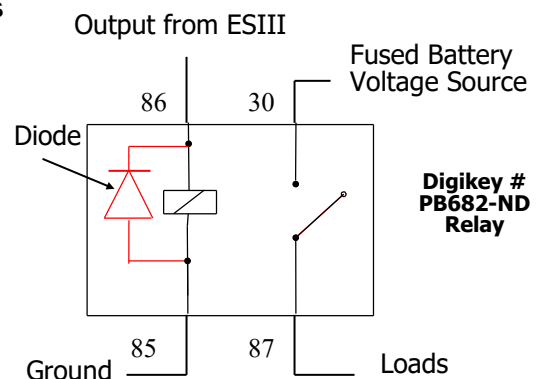 s
Output from ESIII
Fused Battery
Voltage Source
86
30
Diode
Digikey #
PB682-ND
Relay
85
87
Ground
Loads